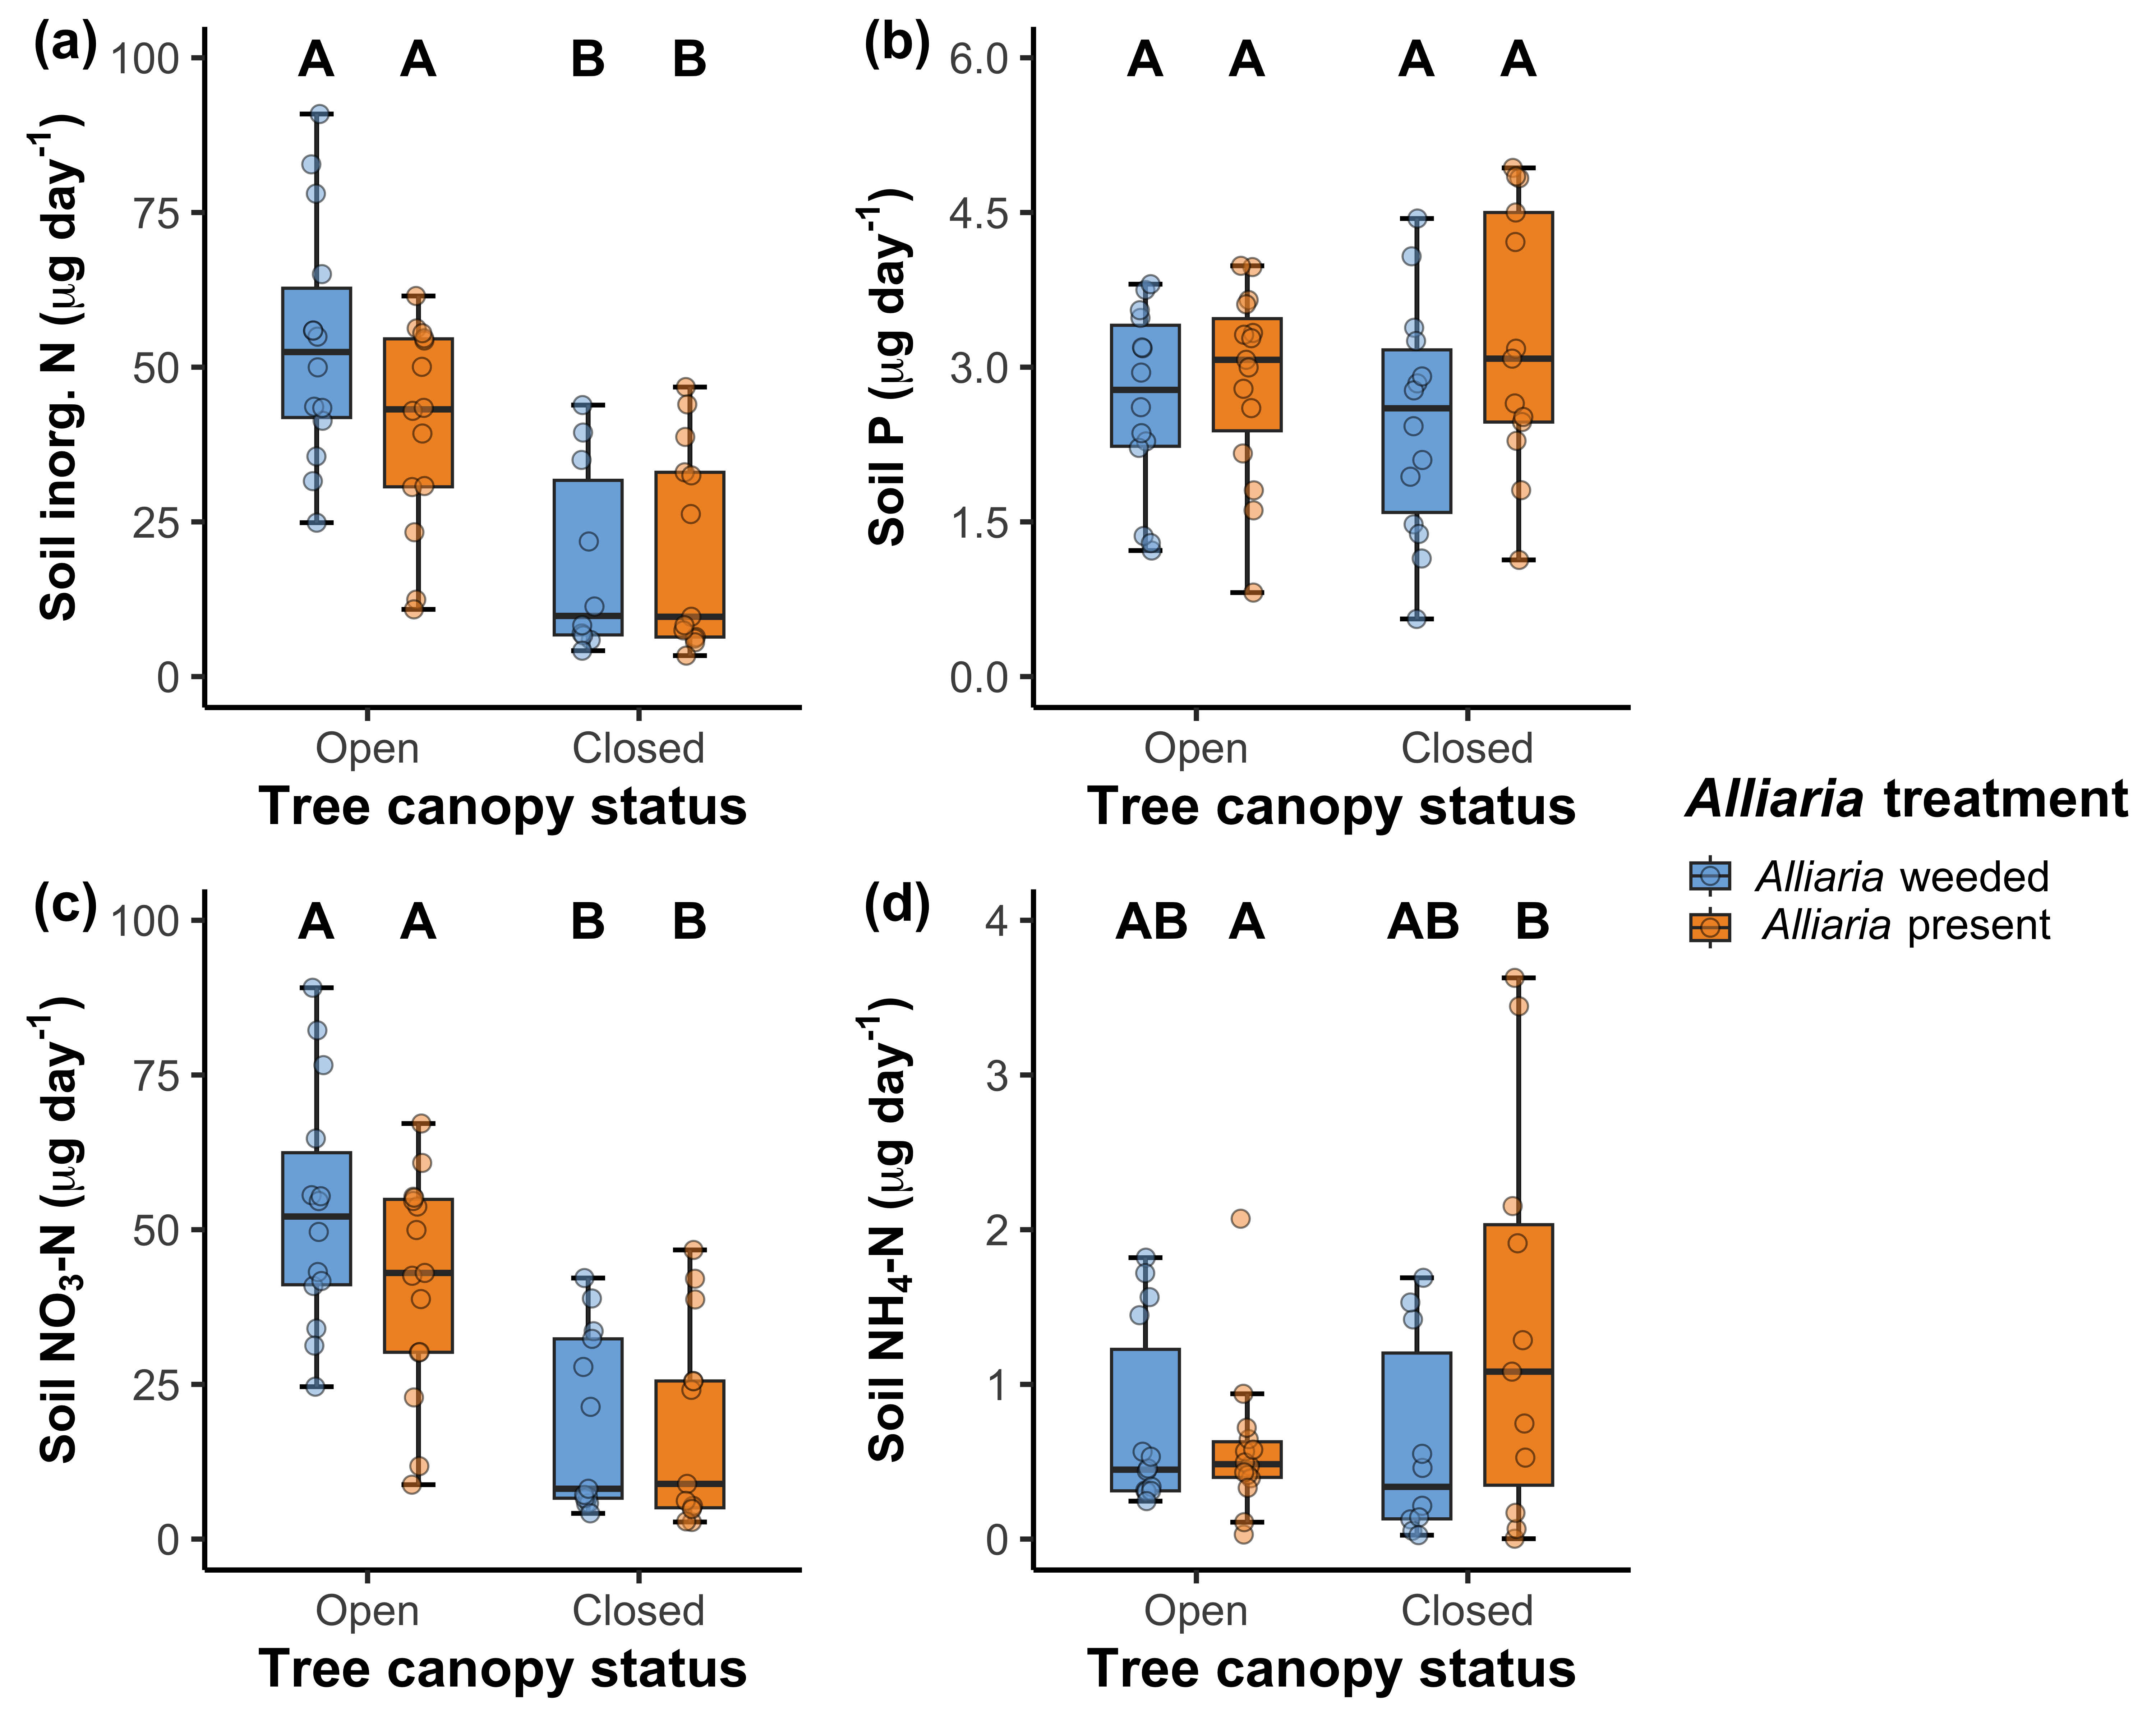 (a)
A A B B
100
75
50
25
0
Soil inorg. N (μg day⁻¹)
Open Closed
Tree canopy status
(b)
A A A A
6.0
4.5
3.0
1.5
0.0
Soil P (μg day⁻¹)
Open Closed
Tree canopy status
Alliaria treatment
Alliaria weeded
Alliaria present
(c)
A A B B
100
75
50
25
0
Soil NO₃-N (μg day⁻¹)
Open Closed
Tree canopy status
(d)
AB A AB B
4
3
2
1
0
Soil NH₄-N (μg day⁻¹)
Open Closed
Tree canopy status